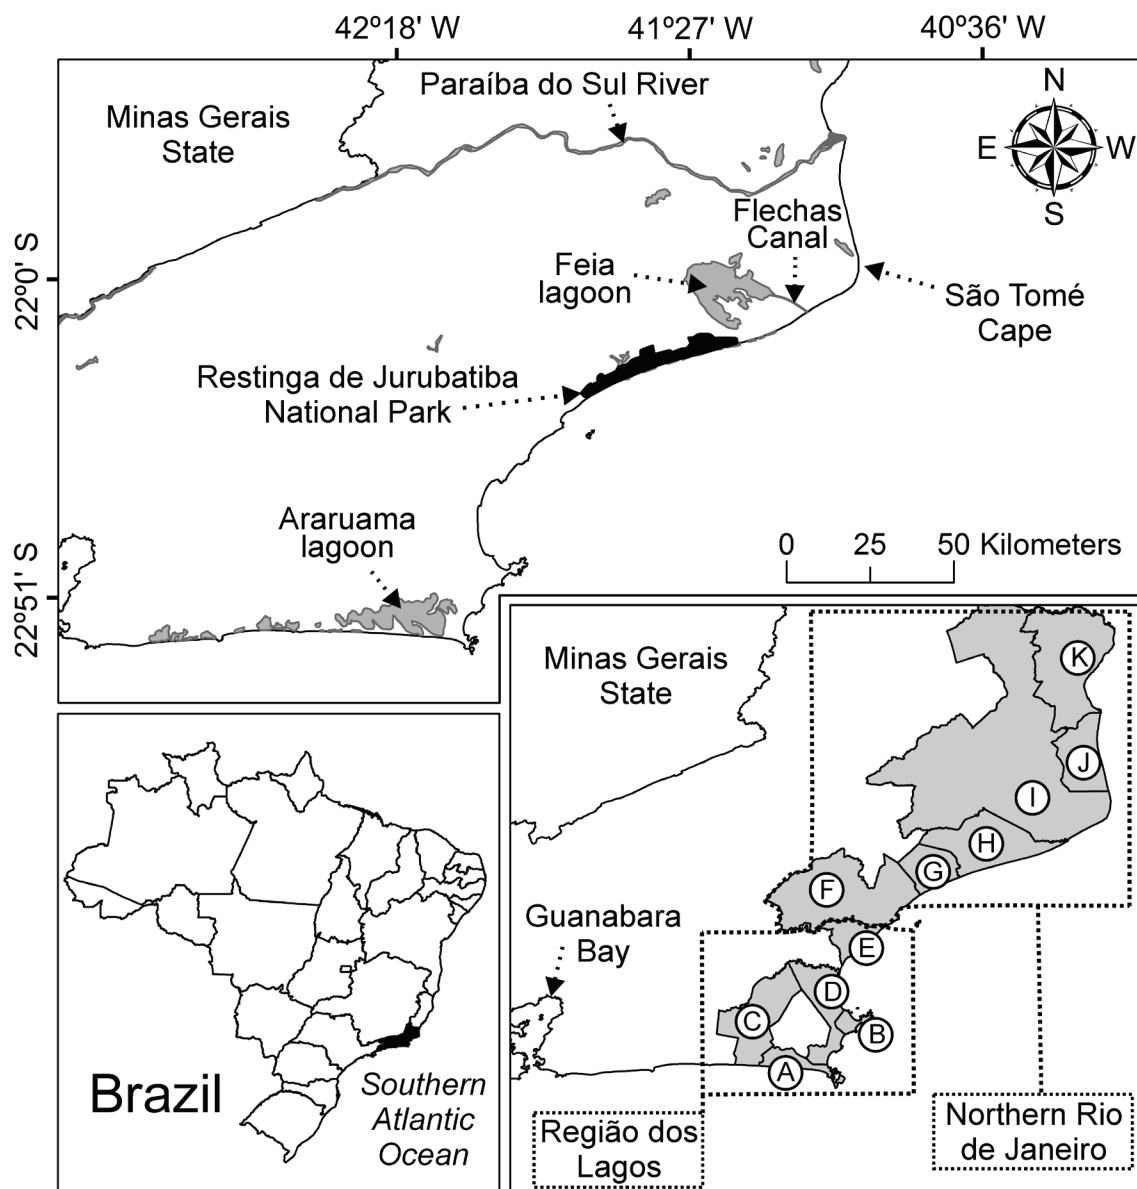 42º18' W
41º27' W
40º36' W
Paraíba do Sul River
Minas Gerais
State
N
E
W
S
Flechas
Canal
22º0' S
Feia
lagoon
São Tomé
Cape
Restinga de Jurubatiba
National Park
Araruama
lagoon
22º51' S
0
25
50 Kilometers
Minas Gerais
State
K
J
I
H
G
F
Guanabara
Bay
E
D
C
B
A
Brazil
Southern
Atlantic
Ocean
Região dos
Lagos
Northern Rio
de Janeiro